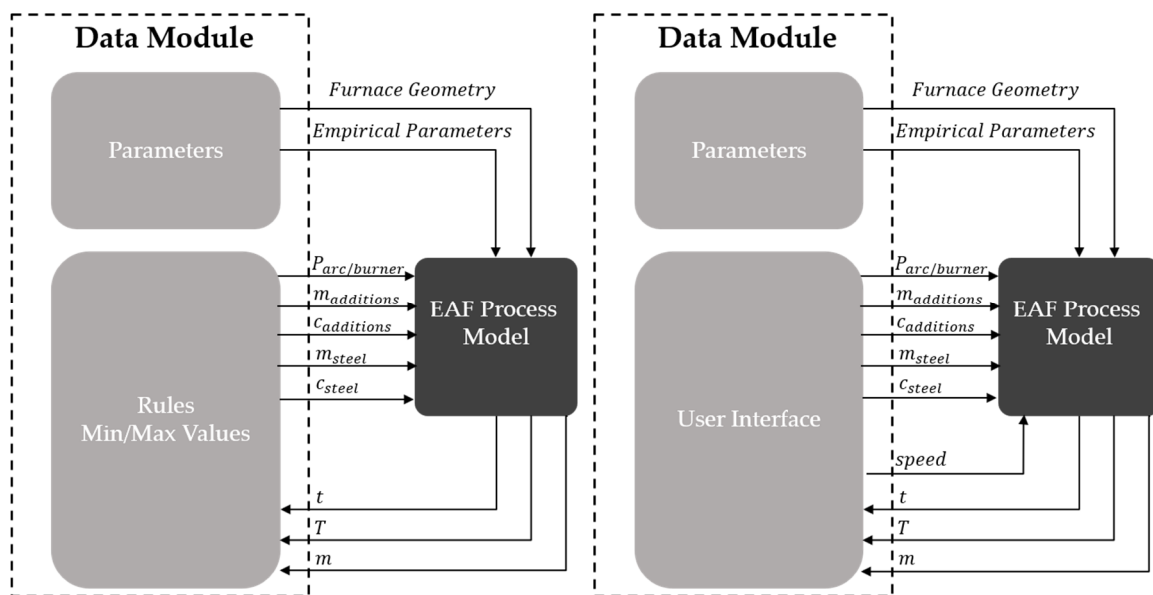 Data Module
Furnace Geometry
Empirical Parameters
Parameters
P_arc/burner
m_additions
c_additions
m_steel
c_steel
EAF Process
Model
Rules
Min/Max Values
t
T
m
Data Module
Furnace Geometry
Empirical Parameters
Parameters
P_arc/burner
m_additions
c_additions
m_steel
c_steel
EAF Process
Model
User Interface
speed
t
T
m